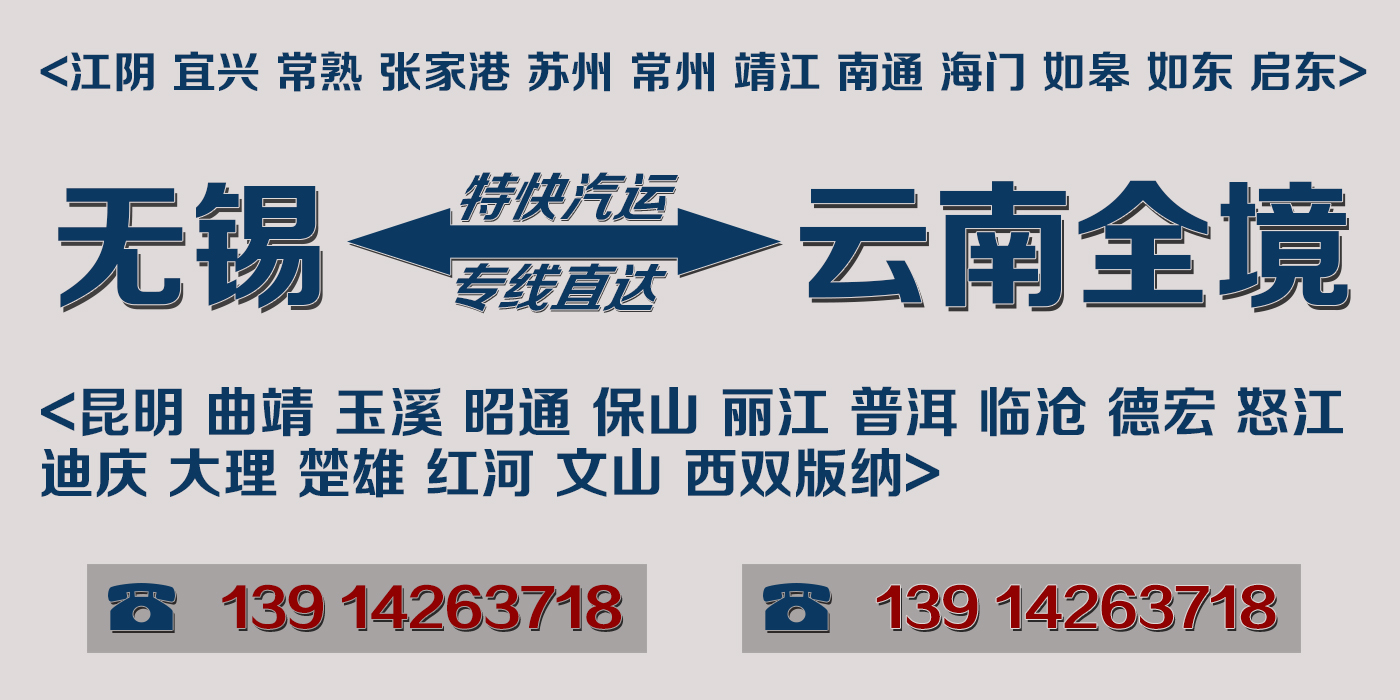 <江阴 宜兴 常熟 张家港 苏州 常州 靖江 南通 海门 如皋 如东 启东>
无锡 特快汽运 云南全境
专线直达
<昆明 曲靖 玉溪 昭通 保山 丽江 普洱 临沧 德宏 怒江
迪庆 大理 楚雄 红河 文山 西双版纳>
☎ 139 14263718 ☎ 139 14263718